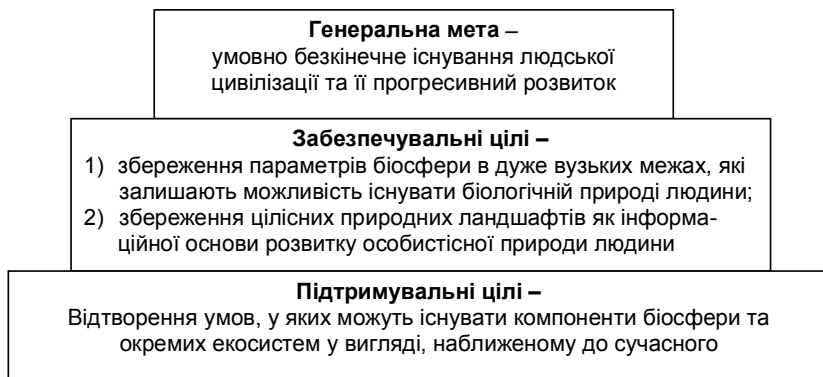 Генеральна мета –
умовно безкінечне існування людської
цивілізації та її прогресивний розвиток
Забезпечувальні цілі –
1) збереження параметрів біосфери в дуже вузьких межах, які
залишають можливість існувати біологічній природі людини;
2) збереження цілісних природних ландшафтів як інформа-
ційної основи розвитку особистісної природи людини
Підтримувальні цілі –
Відтворення умов, у яких можуть існувати компоненти біосфери та
окремих екосистем у вигляді, наближеному до сучасного